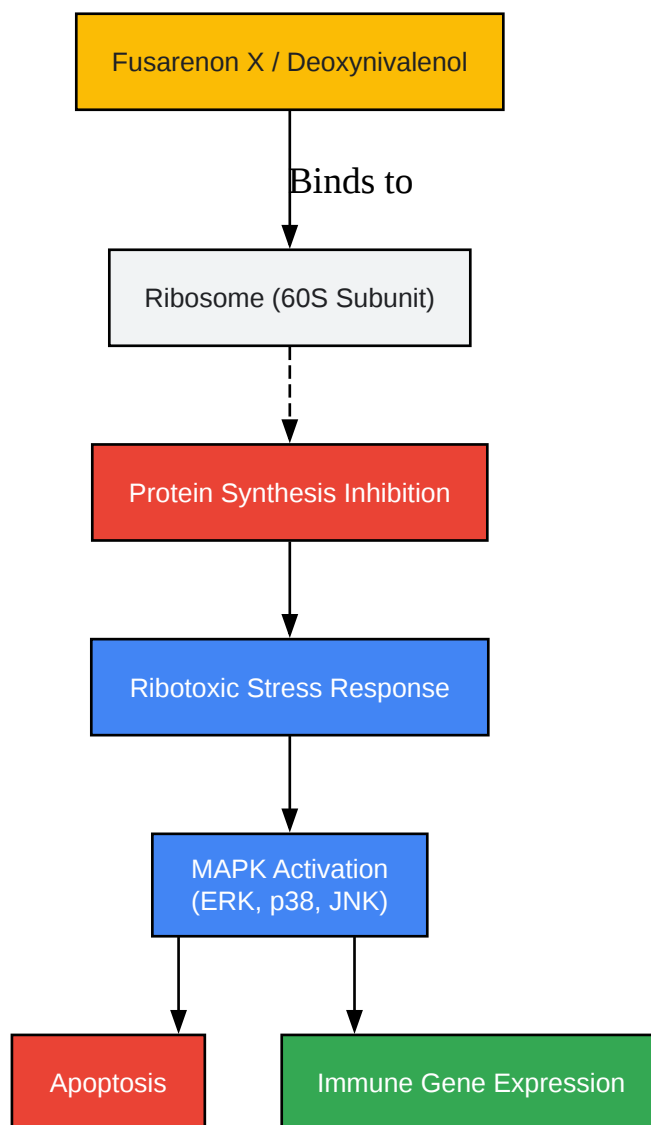 Fusarenon X / Deoxynivalenol
Binds to
Ribosome (60S Subunit)
Protein Synthesis Inhibition
Ribotoxic Stress Response
MAPK Activation
(ERK, p38, JNK)
Apoptosis
Immune Gene Expression